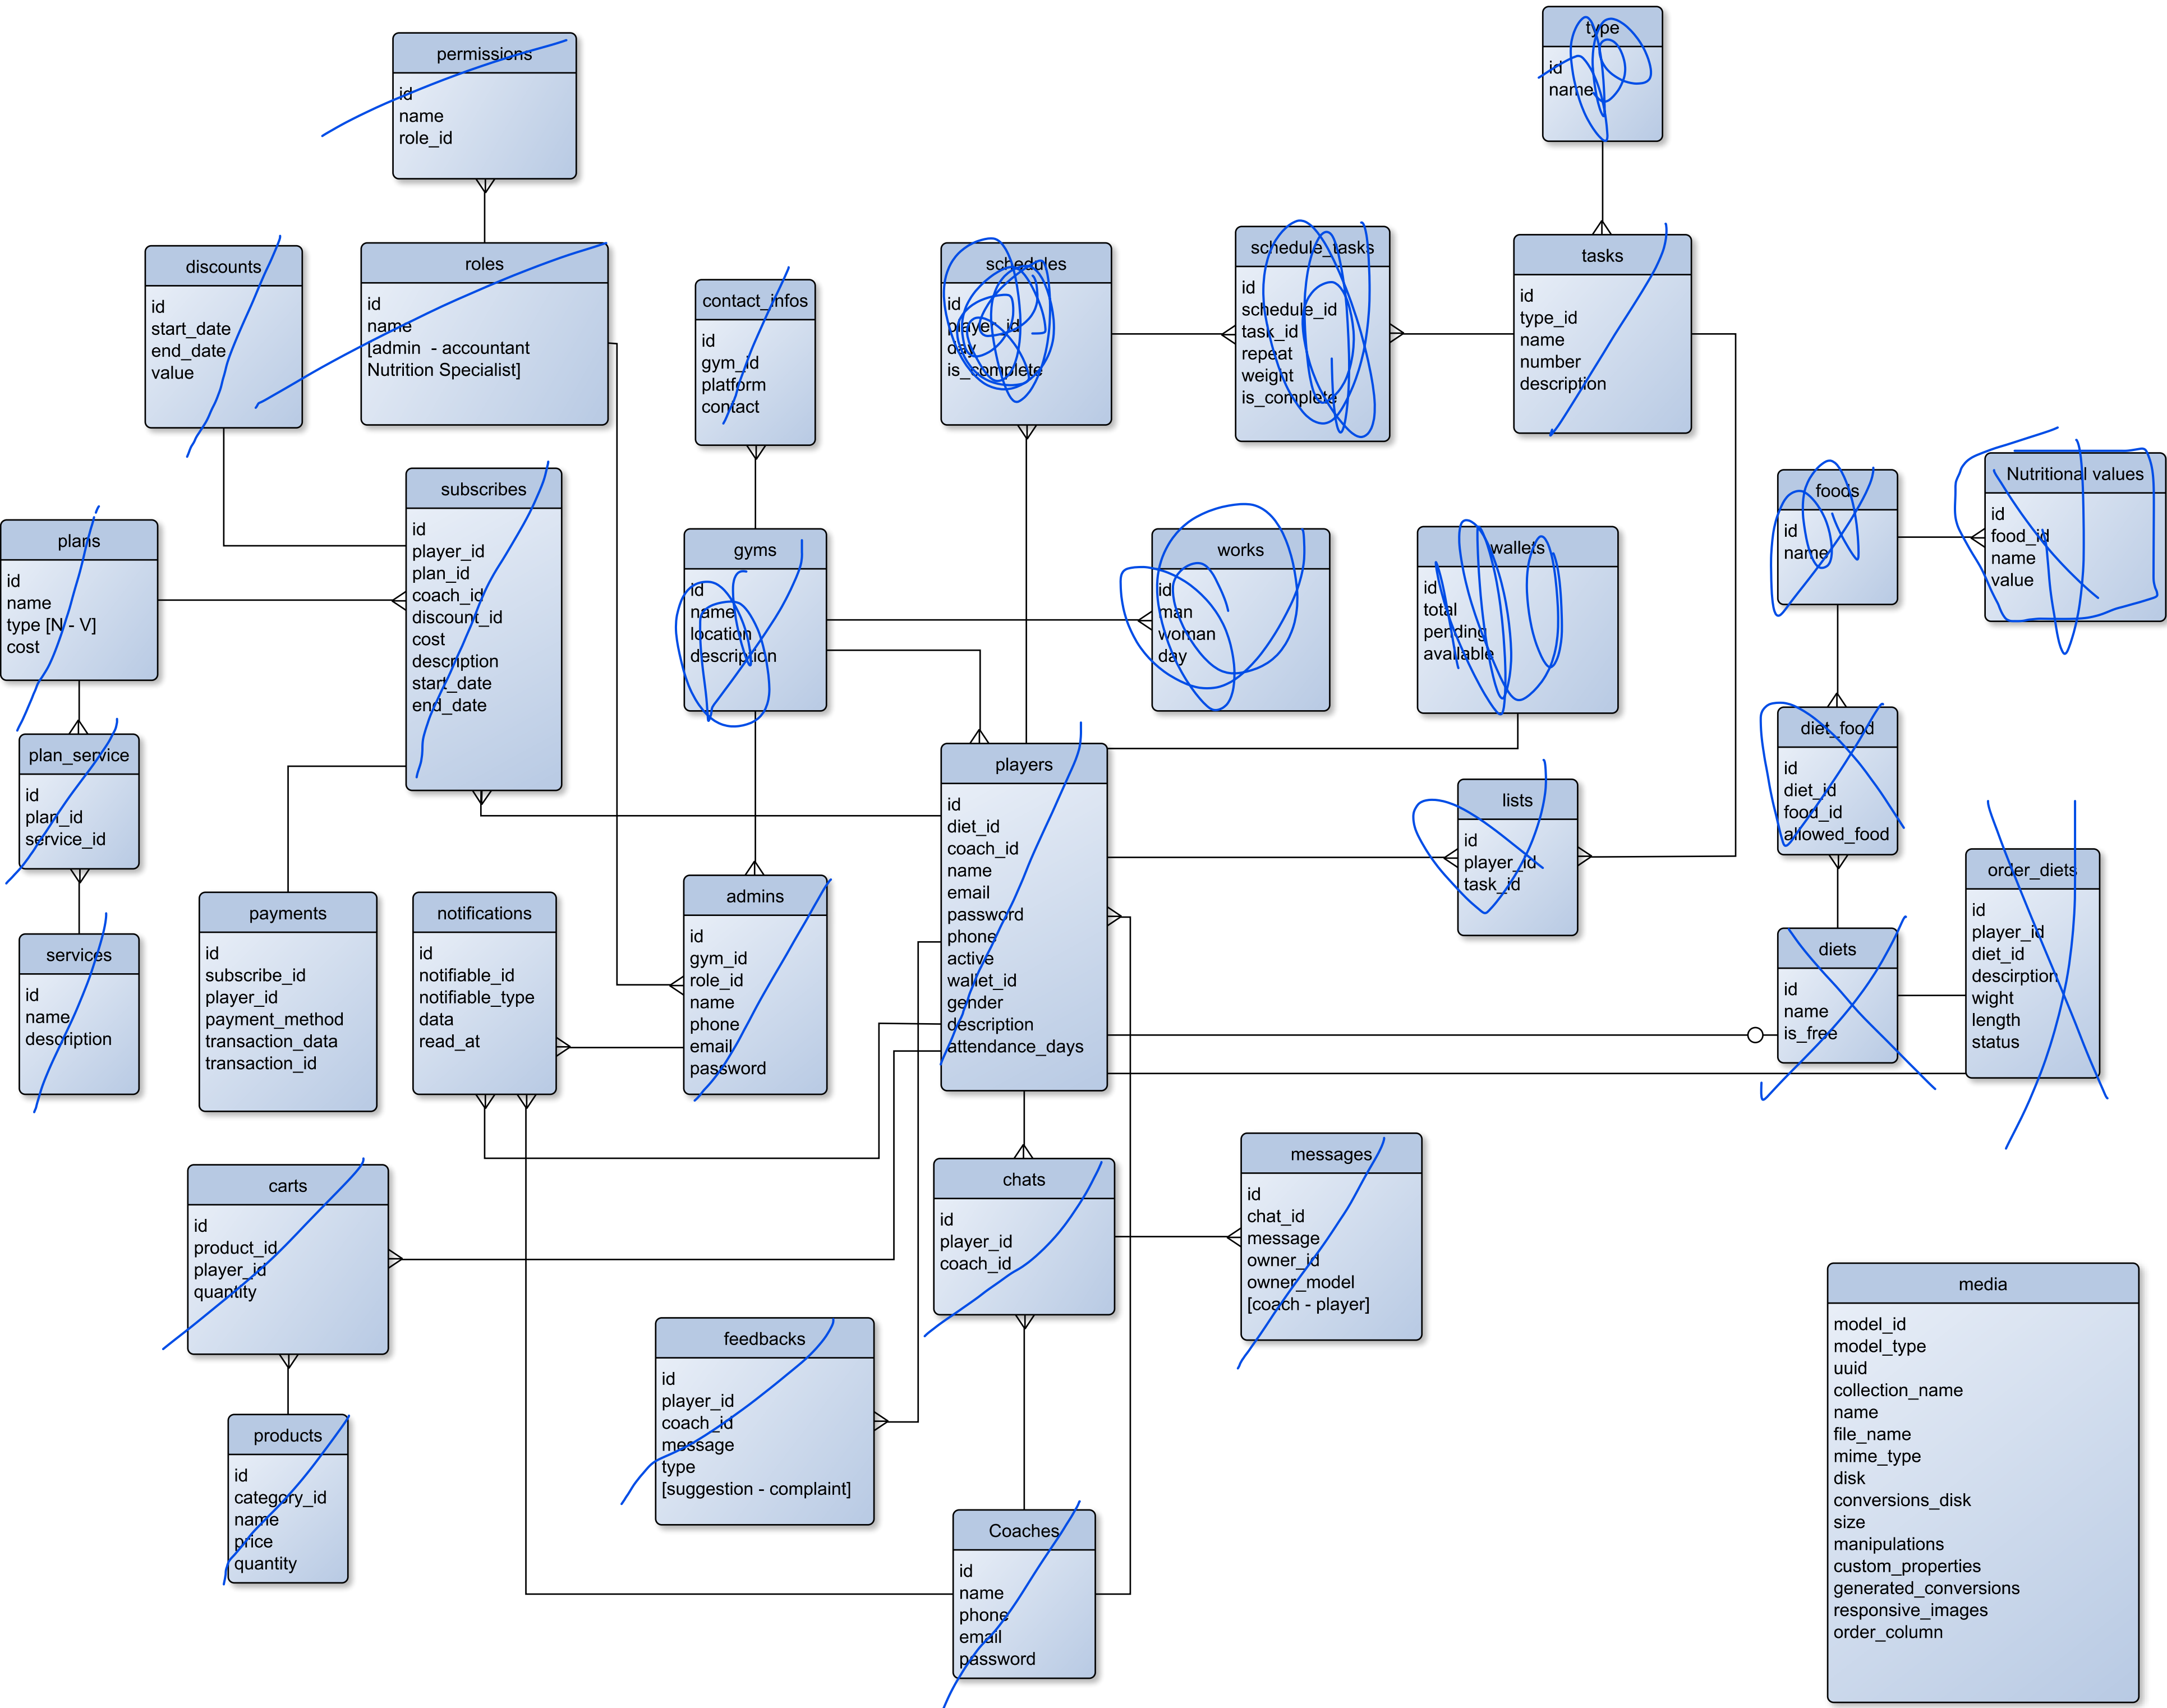 permissions
id
name
role_id
type
id
name
discounts
id
start_date
end_date
value
roles
id
name
[admin - accountant
Nutrition Specialist]
contact_infos
id
gym_id
platform
contact
schedules
id
player_id
day
is_complete
schedule_tasks
id
schedule_id
task_id
repeat
weight
is_complete
tasks
id
type_id
name
number
description
plans
id
name
type [N - V]
cost
subscribes
id
player_id
plan_id
coach_id
discount_id
cost
description
start_date
end_date
gyms
id
name
location
description
works
id
man
woman
day
wallets
id
total
pending
available
foods
id
name
Nutritional values
id
food_id
name
value
plan_service
id
plan_id
service_id
players
id
diet_id
coach_id
name
email
password
phone
active
wallet_id
gender
description
attendance_days
lists
id
player_id
task_id
diet_food
id
diet_id
food_id
allowed_food
order_diets
id
player_id
diet_id
descirption
wight
length
status
services
id
name
description
payments
id
subscribe_id
player_id
payment_method
transaction_data
transaction_id
notifications
id
notifiable_id
notifiable_type
data
read_at
admins
id
gym_id
role_id
name
phone
email
password
diets
id
name
is_free
carts
id
product_id
player_id
quantity
chats
id
player_id
coach_id
messages
id
chat_id
message
owner_id
owner_model
[coach - player]
media
model_id
model_type
uuid
collection_name
name
file_name
mime_type
disk
conversions_disk
size
manipulations
custom_properties
generated_conversions
responsive_images
order_column
feedbacks
id
player_id
coach_id
message
type
[suggestion - complaint]
products
id
category_id
name
price
quantity
Coaches
id
name
phone
email
password